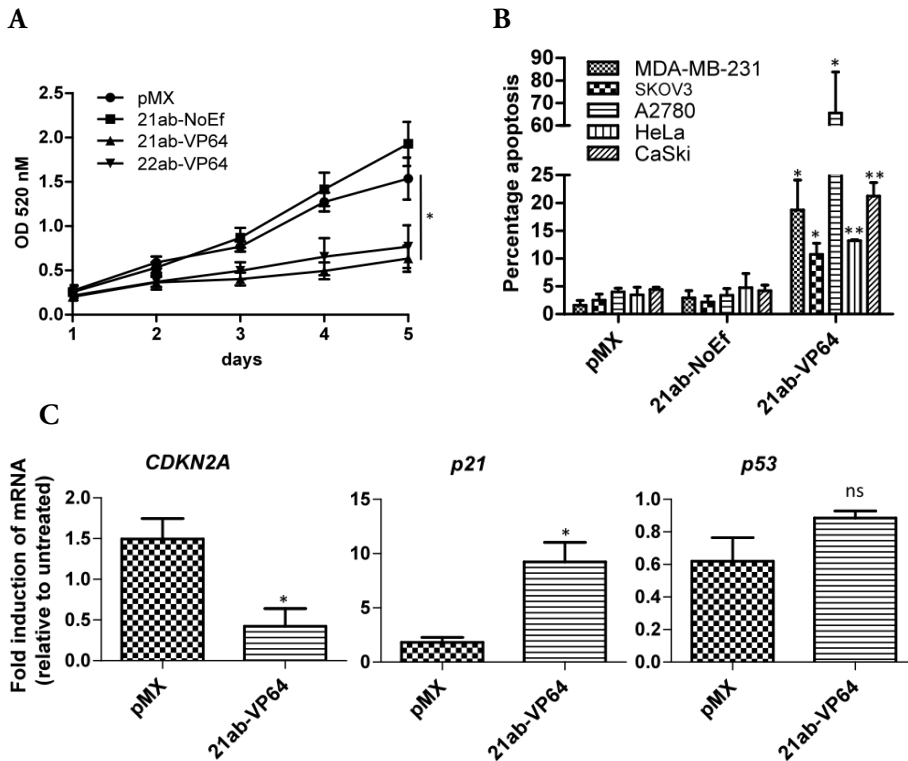 A
2.5
2.0
1.5
1.0
0.5
0.0
OD 520 nM
pMX
21ab-NoEf
21ab-VP64
22ab-VP64
*
1 2 3 4 5
days
B
90
80
70
60
25
20
15
10
5
0
Percentage apoptosis
MDA-MB-231
SKOV3
A2780
HeLa
CaSki
* * * ** **
pMX 21ab-NoEf 21ab-VP64
C
Fold induction of mRNA
(relative to untreated)
CDKN2A
2.0
1.5
1.0
0.5
0.0
*
pMX 21ab-VP64
p21
15
10
5
0
*
pMX 21ab-VP64
p53
1.0
0.8
0.6
0.4
0.2
0.0
ns
pMX 21ab-VP64